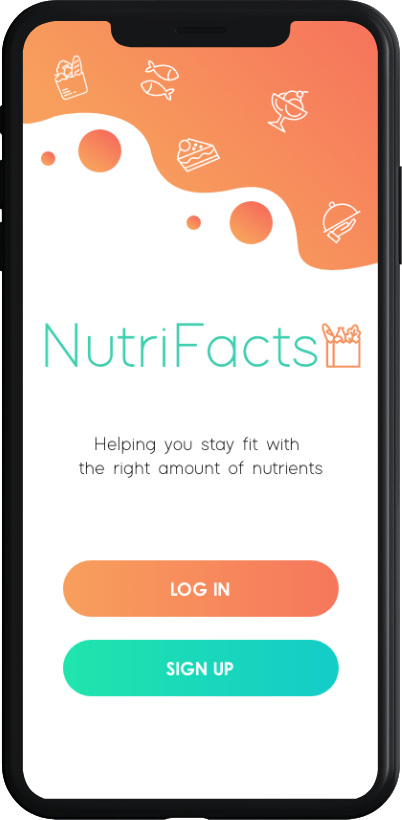 NutriFacts
Helping you stay fit with
the right amount of nutrients
LOG IN
SIGN UP